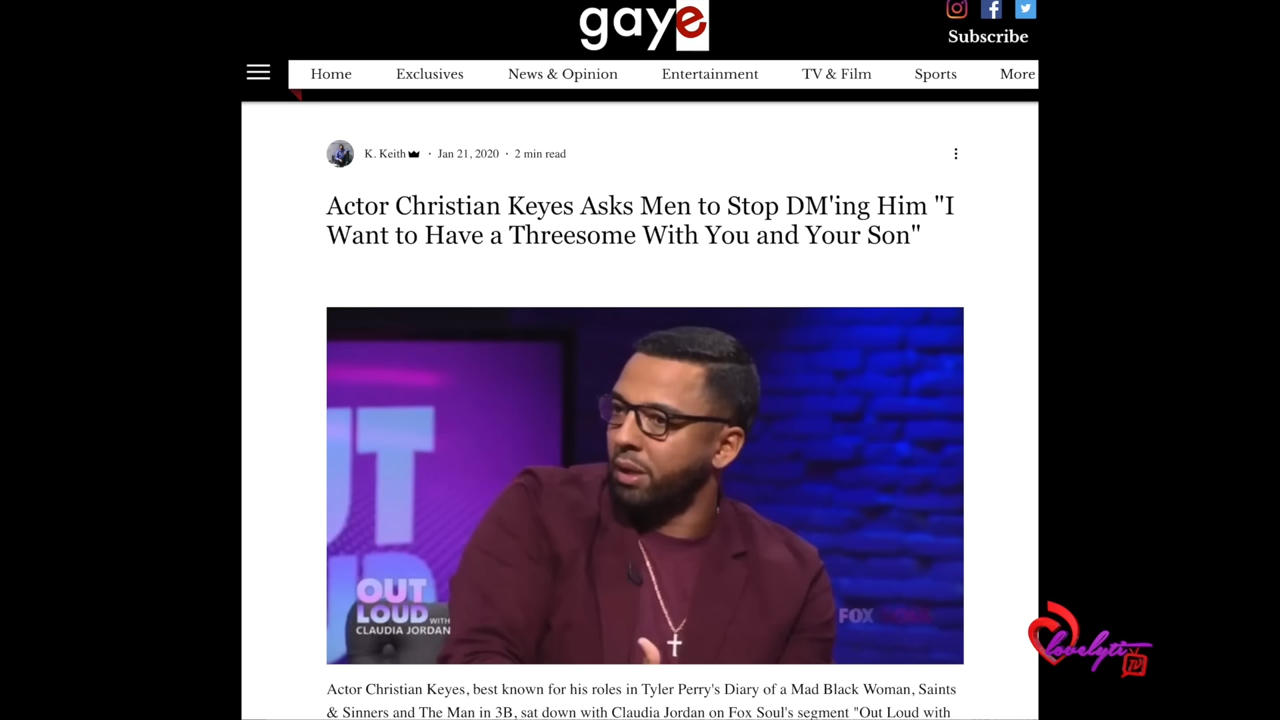 gaye
Subscribe
Home Exclusives News & Opinion Entertainment TV & Film Sports More
K. Keith · Jan 21, 2020 · 2 min read
Actor Christian Keyes Asks Men to Stop DM'ing Him "I
Want to Have a Threesome With You and Your Son"
UT
OUT
LOUD WITH
CLAUDIA JORDAN
FOX
Actor Christian Keyes, best known for his roles in Tyler Perry's Diary of a Mad Black Woman, Saints
& Sinners and The Man in 3B, sat down with Claudia Jordan on Fox Soul's segment "Out Loud with
lovelyti
TV